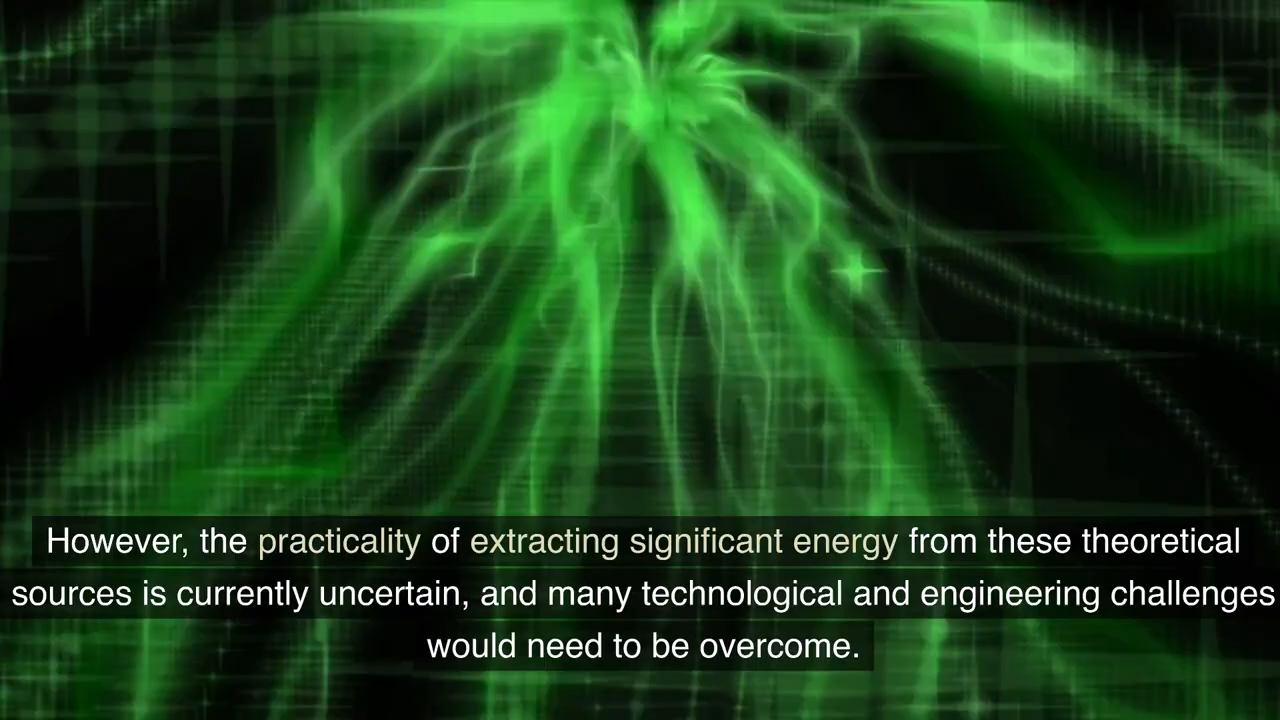 However, the practicality of extracting significant energy from these theoretical
sources is currently uncertain, and many technological and engineering challenges
would need to be overcome.